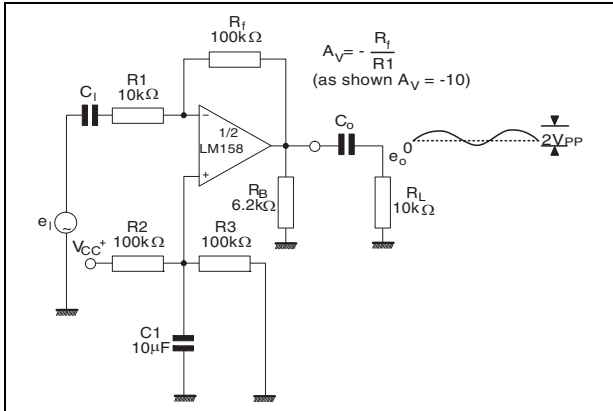 Rf
100kΩ
AV = - Rf
R1
(as shown AV = -10)
R1
10kΩ
CI
1/2
LM158
Co
0
eo
2VPP
RB
6.2kΩ
RL
10kΩ
eI
VCC+
R2
100kΩ
R3
100kΩ
C1
10μF